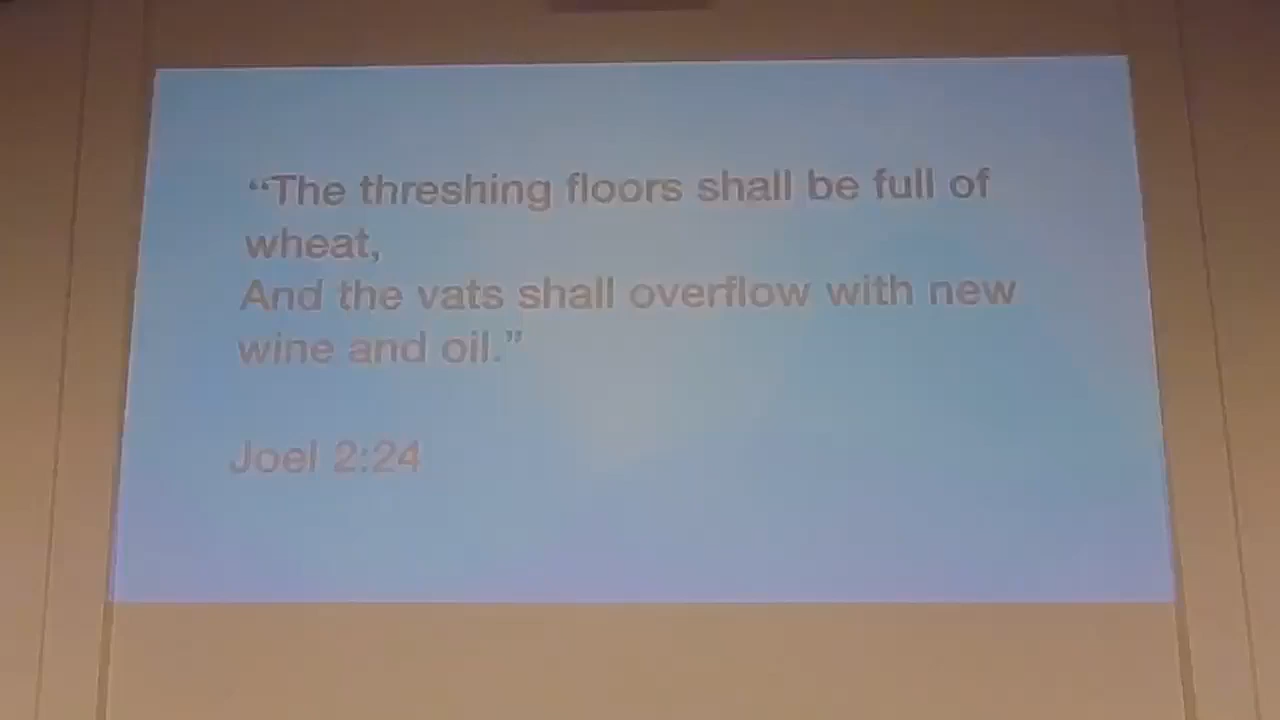 “The threshing floors shall be full of
wheat,
And the vats shall overflow with new
wine and oil.”
Joel 2:24